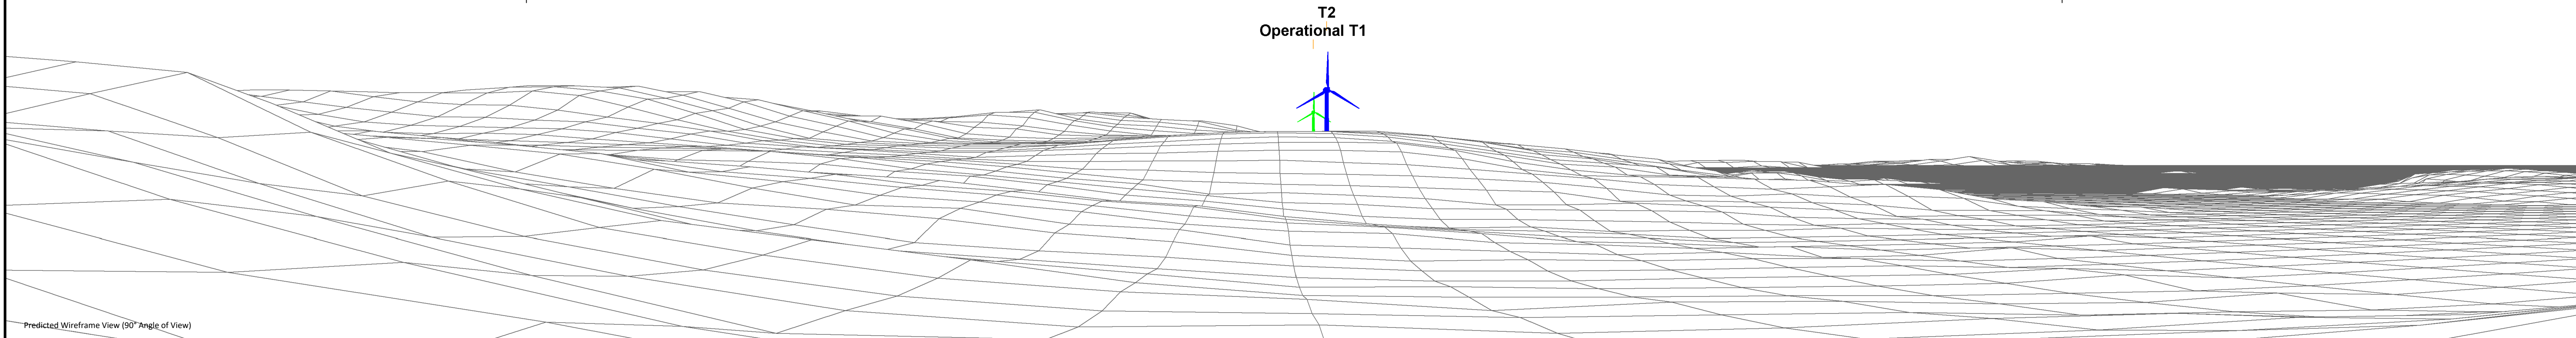 T2
Operational T1
Predicted Wireframe View (90° Angle of View)